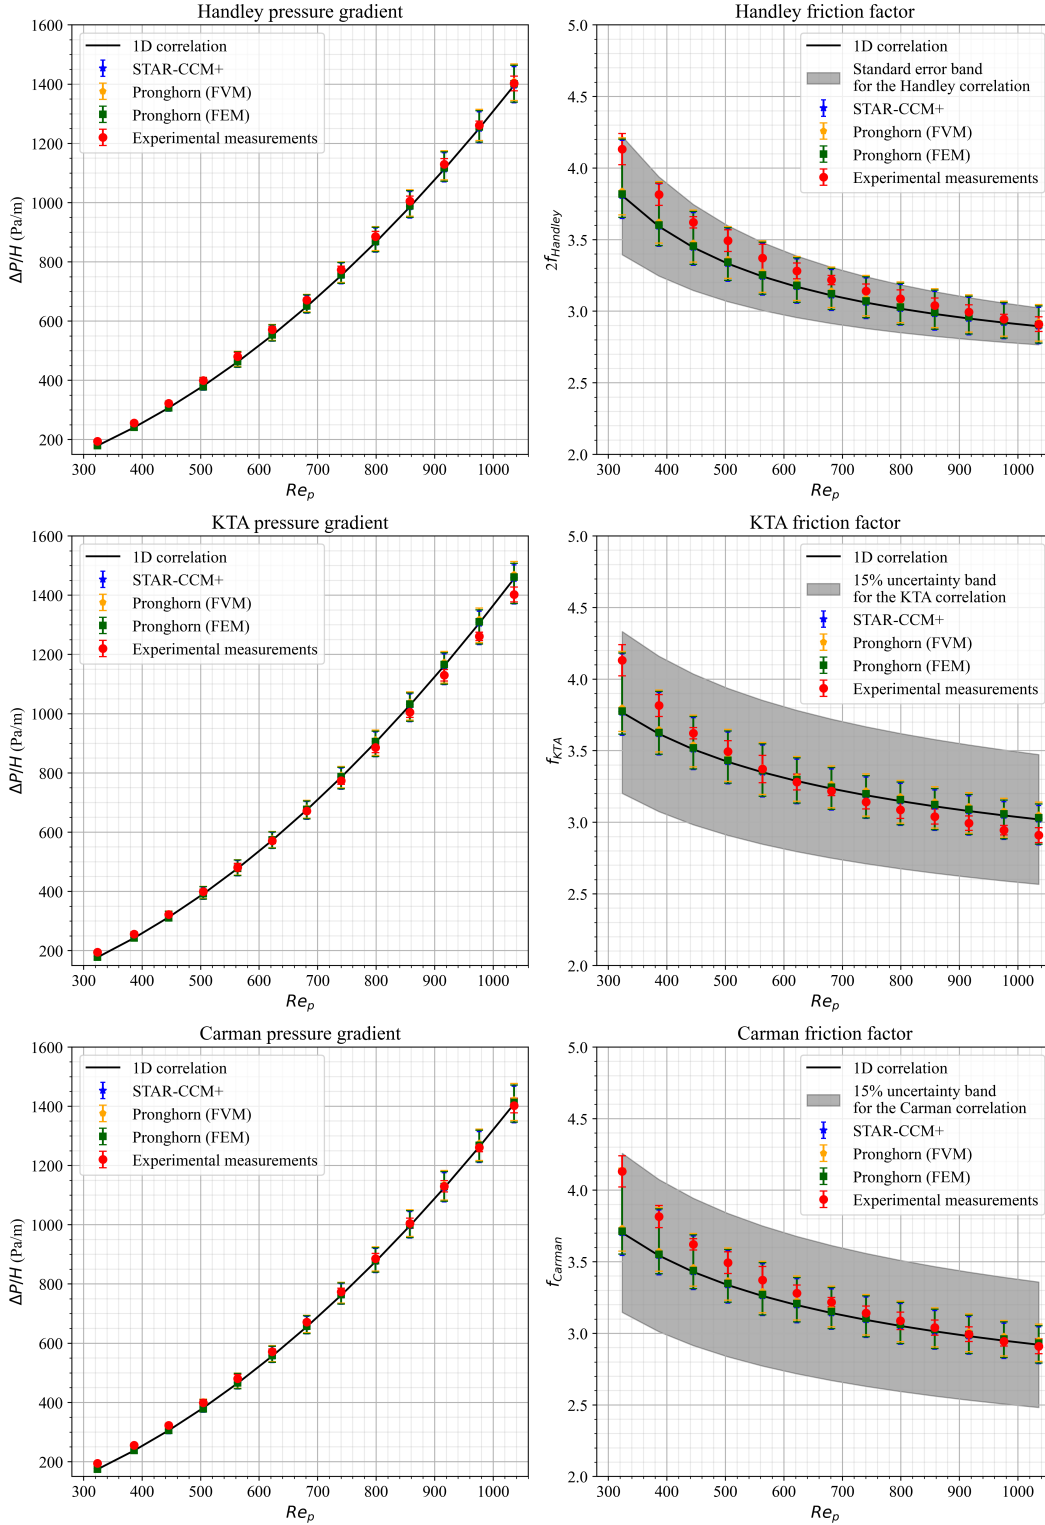 Handley pressure gradient
1600
1400
1200
1000
800
600
400
200
ΔP/H (Pa/m)
1D correlation
STAR-CCM+
Pronghorn (FVM)
Pronghorn (FEM)
Experimental measurements
300 400 500 600 700 800 900 1000
Re_p
Handley friction factor
5.0
4.5
4.0
3.5
3.0
2.5
2.0
2f_Handley
1D correlation
Standard error band
for the Handley correlation
STAR-CCM+
Pronghorn (FVM)
Pronghorn (FEM)
Experimental measurements
300 400 500 600 700 800 900 1000
Re_p
KTA pressure gradient
1600
1400
1200
1000
800
600
400
200
ΔP/H (Pa/m)
1D correlation
STAR-CCM+
Pronghorn (FVM)
Pronghorn (FEM)
Experimental measurements
300 400 500 600 700 800 900 1000
Re_p
KTA friction factor
5.0
4.5
4.0
3.5
3.0
2.5
2.0
f_KTA
1D correlation
15% uncertainty band
for the KTA correlation
STAR-CCM+
Pronghorn (FVM)
Pronghorn (FEM)
Experimental measurements
300 400 500 600 700 800 900 1000
Re_p
Carman pressure gradient
1600
1400
1200
1000
800
600
400
200
ΔP/H (Pa/m)
1D correlation
STAR-CCM+
Pronghorn (FVM)
Pronghorn (FEM)
Experimental measurements
300 400 500 600 700 800 900 1000
Re_p
Carman friction factor
5.0
4.5
4.0
3.5
3.0
2.5
2.0
f_Carman
1D correlation
15% uncertainty band
for the Carman correlation
STAR-CCM+
Pronghorn (FVM)
Pronghorn (FEM)
Experimental measurements
300 400 500 600 700 800 900 1000
Re_p